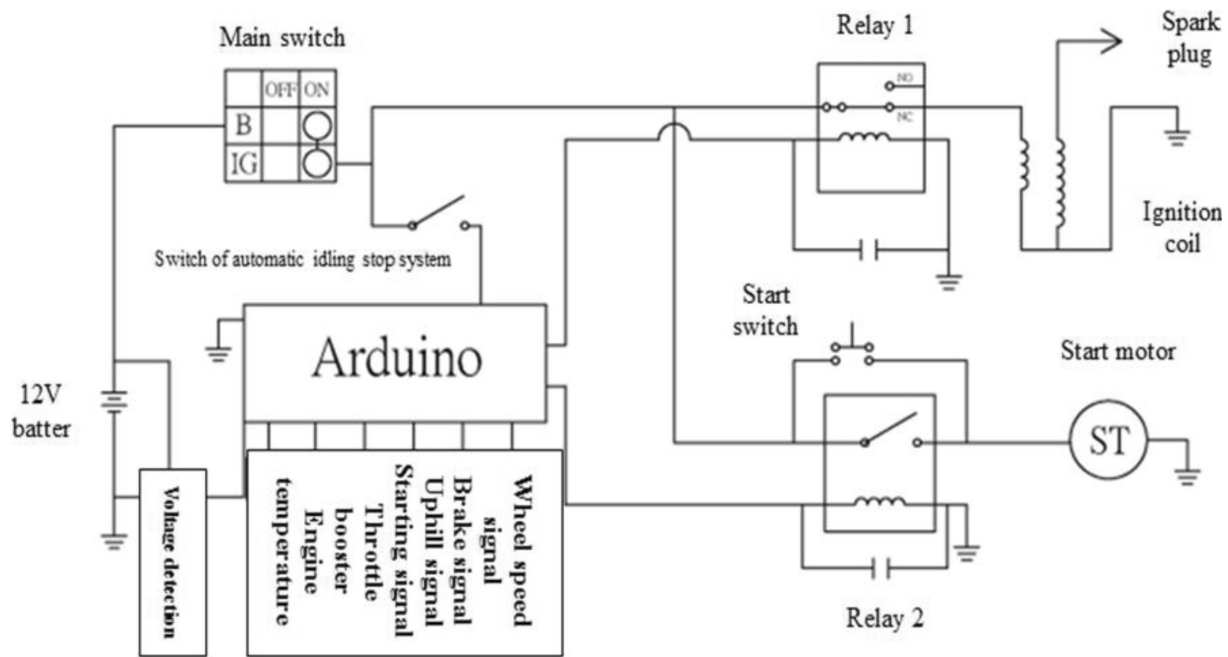 Main switch
OFF ON
B
IG
Relay 1
NO
NC
Spark
plug
Ignition
coil
Switch of automatic idling stop system
Arduino
12V
batter
Voltage detection
Wheel speed
signal
Brake signal
Uphill signal
Starting signal
Throttle
booster
Engine
temperature
Start
switch
Start motor
ST
Relay 2